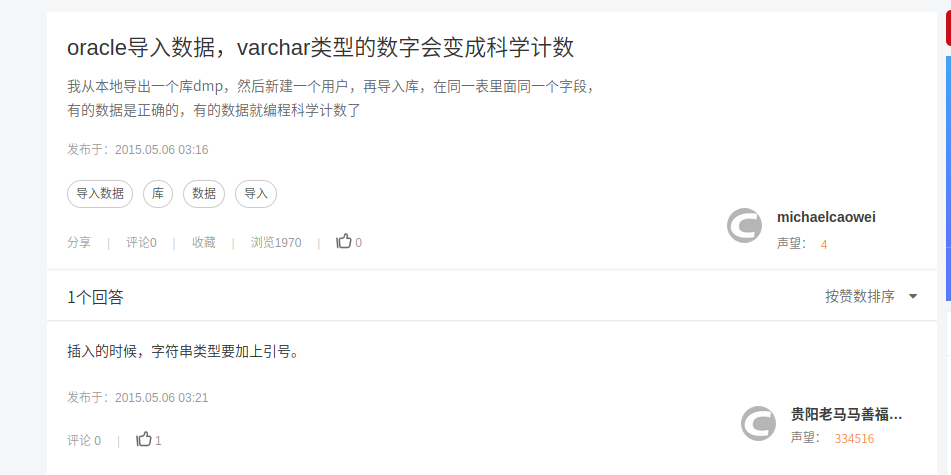 oracle导入数据，varchar类型的数字会变成科学计数
我从本地导出一个库dmp，然后新建一个用户，再导入库，在同一表里面同一个字段，
有的数据是正确的，有的数据就编程科学计数了
发布于：2015.05.06 03:16
导入数据 库 数据 导入
michaelcaowei
声望： 4
分享 | 评论0 | 收藏 | 浏览1970 | 0
1个回答 按赞数排序
插入的时候，字符串类型要加上引号。
发布于：2015.05.06 03:21
贵阳老马马善福...
声望： 334516
评论 0 | 1